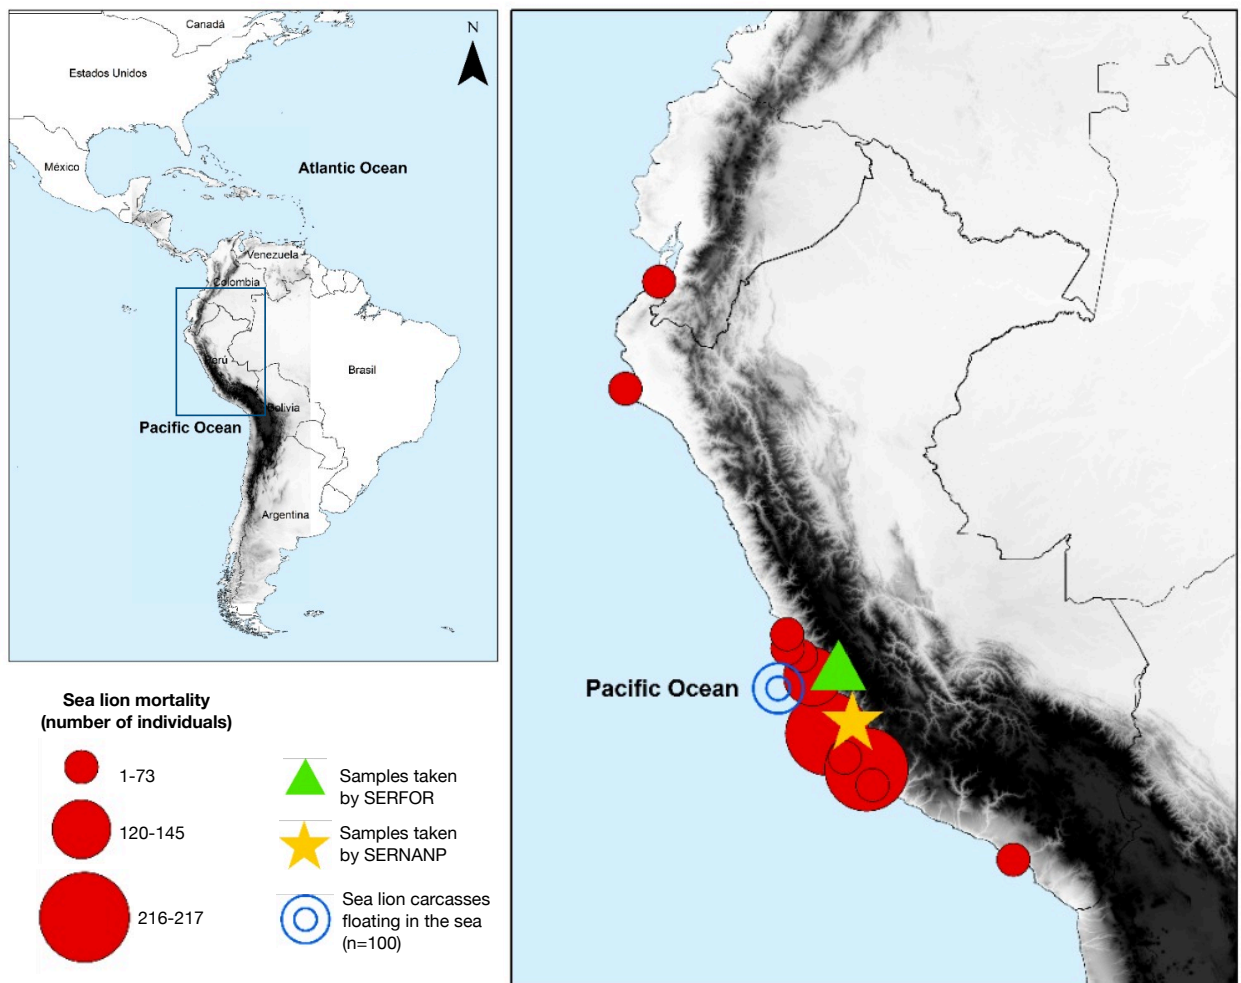 Canadá
N
Estados Unidos
México
Atlantic Ocean
Venezuela
Colombia
Perú
Brasil
Bolivia
Pacific Ocean
Argentina
Pacific Ocean
Sea lion mortality
(number of individuals)
1-73
120-145
216-217
Samples taken
by SERFOR
Samples taken
by SERNANP
Sea lion carcasses
floating in the sea
(n=100)